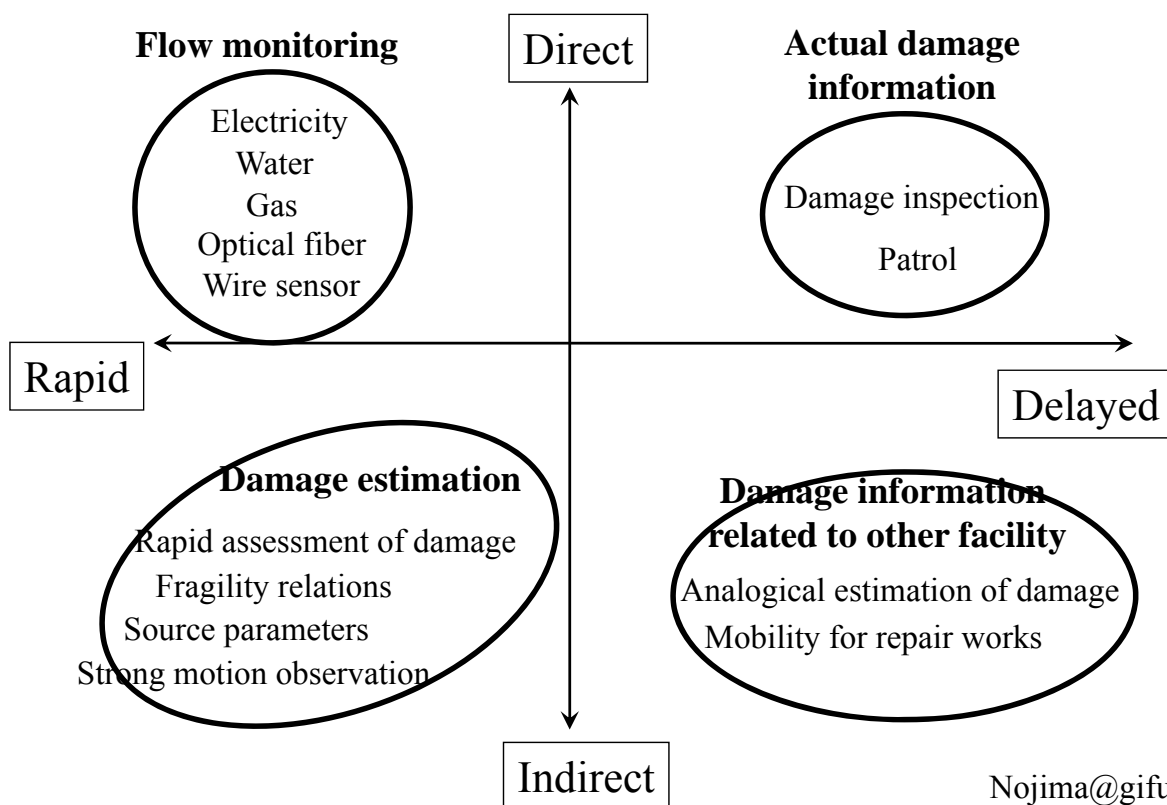 Flow monitoring
Electricity
Water
Gas
Optical fiber
Wire sensor
Direct
Actual damage
information
Damage inspection
Patrol
Rapid
Delayed
Damage estimation
Rapid assessment of damage
Fragility relations
Source parameters
Strong motion observation
Damage information
related to other facility
Analogical estimation of damage
Mobility for repair works
Indirect
Nojima@gifu